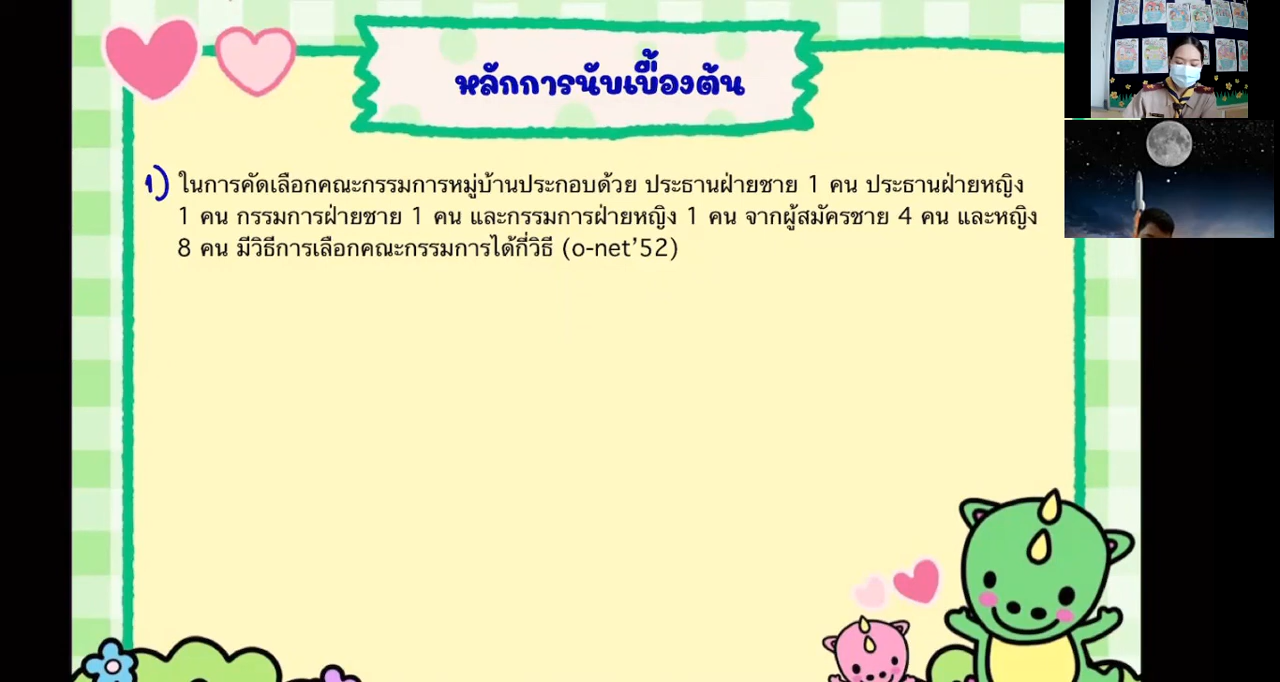 หลักการนับเบื้องต้น
1) ในการคัดเลือกคณะกรรมการหมู่บ้านประกอบด้วย ประธานฝ่ายชาย 1 คน ประธานฝ่ายหญิง
1 คน กรรมการฝ่ายชาย 1 คน และกรรมการฝ่ายหญิง 1 คน จากผู้สมัครชาย 4 คน และหญิง
8 คน มีวิธีการเลือกคณะกรรมการได้กี่วิธี (o-net’52)